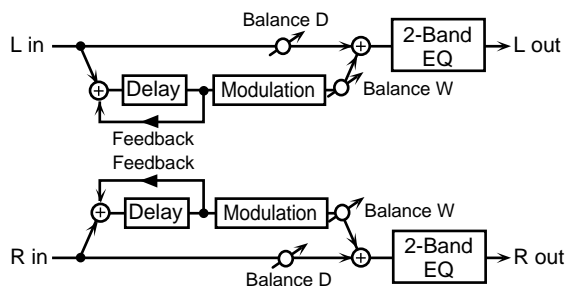 Balance D
L in
2-Band
EQ
L out
+
+
Delay
Modulation
Balance W
Feedback
Feedback
+
Delay
Modulation
Balance W
R in
+
2-Band
EQ
R out
Balance D